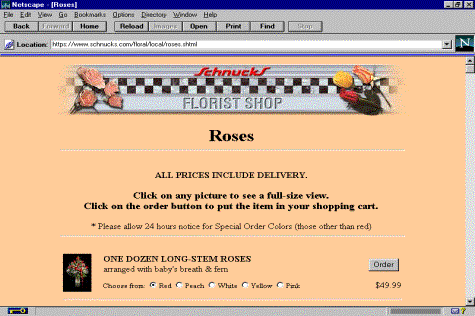 Netscape - [Roses]
File Edit View Go Bookmarks Options Directory Window Help
Back Forward Home Reload Images Open Print Find Stop
Location: https://www.schnucks.com/floral/local/roses.shtml
N
Schnucks
FLORIST SHOP
Roses
ALL PRICES INCLUDE DELIVERY.
Click on any picture to see a full-size view.
Click on the order button to put the item in your shopping cart.
* Please allow 24 hours notice for Special Order Colors (those other than red)
ONE DOZEN LONG-STEM ROSES
arranged with baby's breath & fern
Order
Choose from: Red Peach White Yellow Pink $49.99